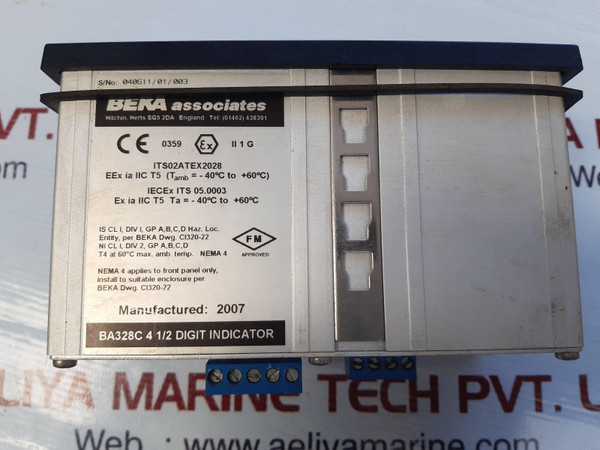 S/No: 040611/01/003
BEKA associates
Hitchin, Herts SG5 2DA England Tel: (01462) 438301
CE 0359 Ex II 1 G
ITS02ATEX2028
EEx ia IIC T5 (Tamb = - 40ºC to +60ºC)
IECEx ITS 05.0003
Ex ia IIC T5 Ta = - 40ºC to +60ºC
IS CL I, DIV I, GP A,B,C,D Haz. Loc.
Entity, per BEKA Dwg. CI320-22
NI CL I, DIV 2, GP A,B,C,D
T4 at 60°C max. amb. temp. NEMA 4
FM
APPROVED
NEMA 4 applies to front panel only,
install to suitable enclosure per
BEKA Dwg. CI320-22
Manufactured: 2007
BA328C 4 1/2 DIGIT INDICATOR
ELIYA MARINE TECH PVT.
Web. : www.aeliyamarine.com